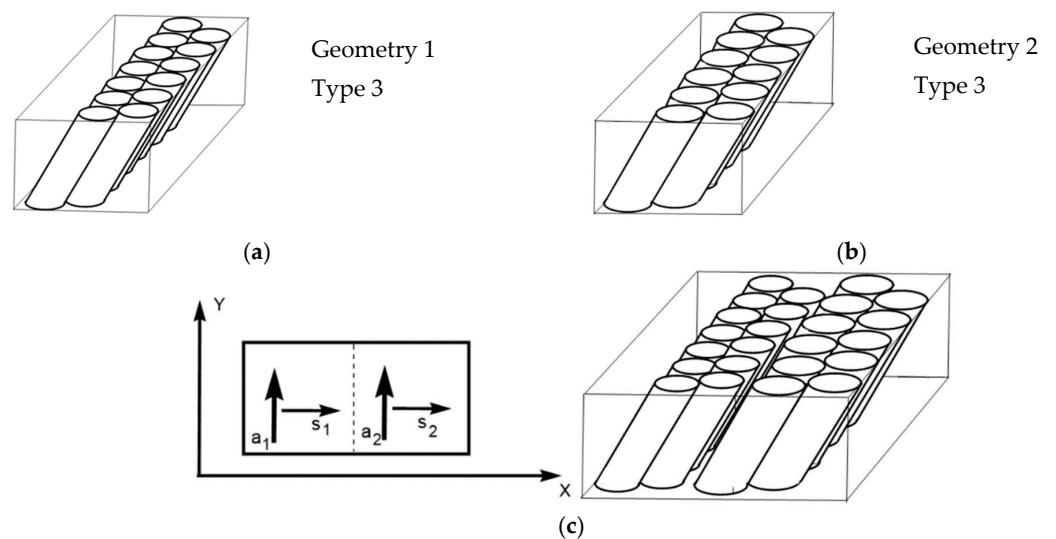 Geometry 1
Type 3
Geometry 2
Type 3
(a)
(b)
Y
a1 s1 a2 s2
X
(c)